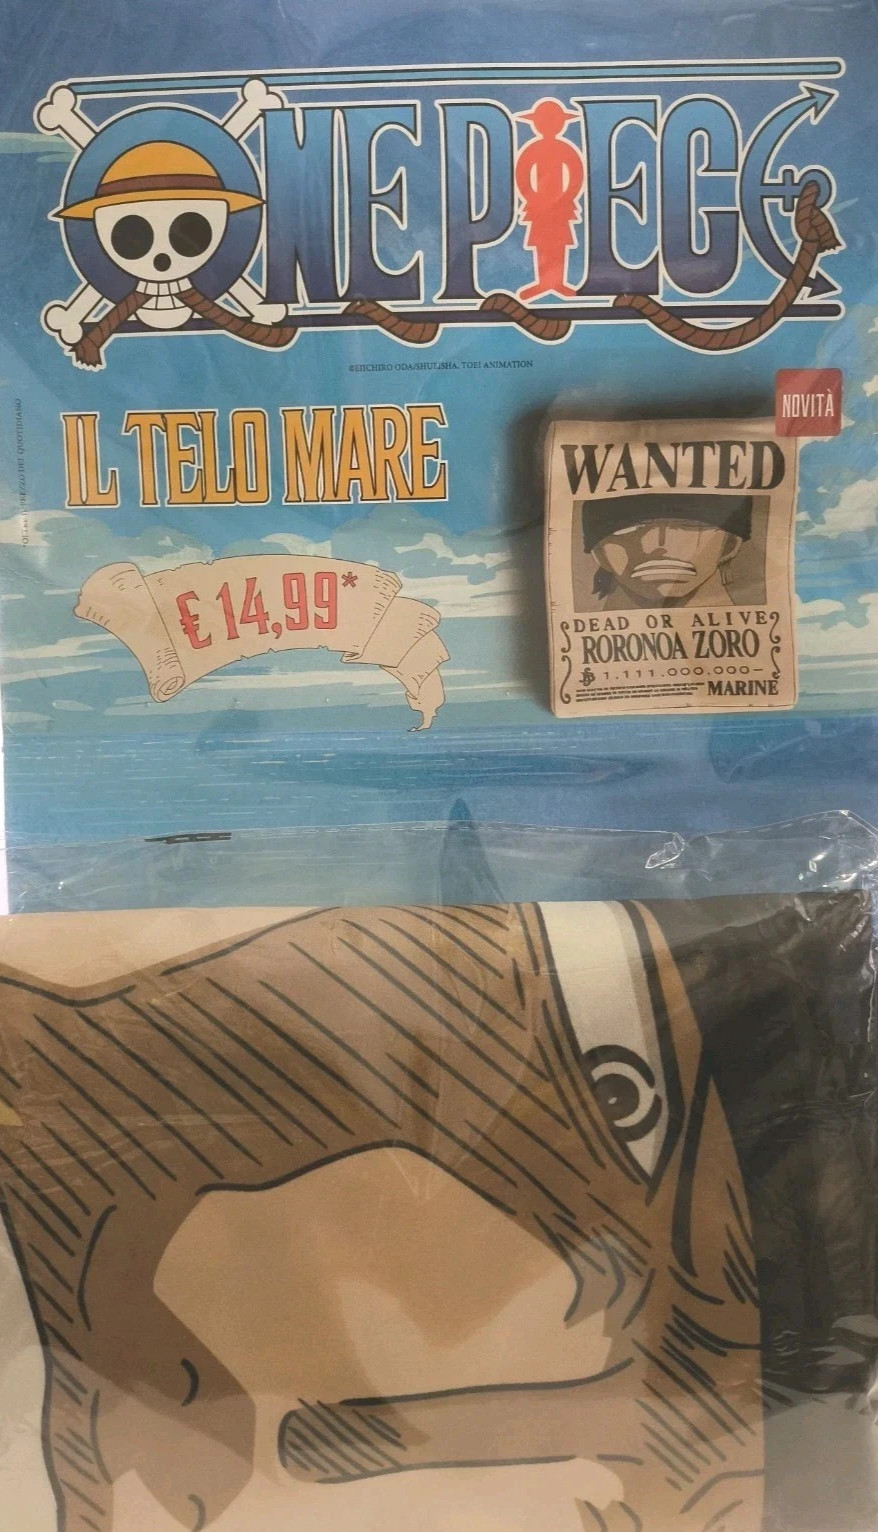 ONE PIECE
©EIICHIRO ODA/SHUEISHA, TOEI ANIMATION
NOVITÀ
IL TELO MARE
€ 14,99*
WANTED
DEAD OR ALIVE
RORONOA ZORO
1.111.000.000-
MARINE